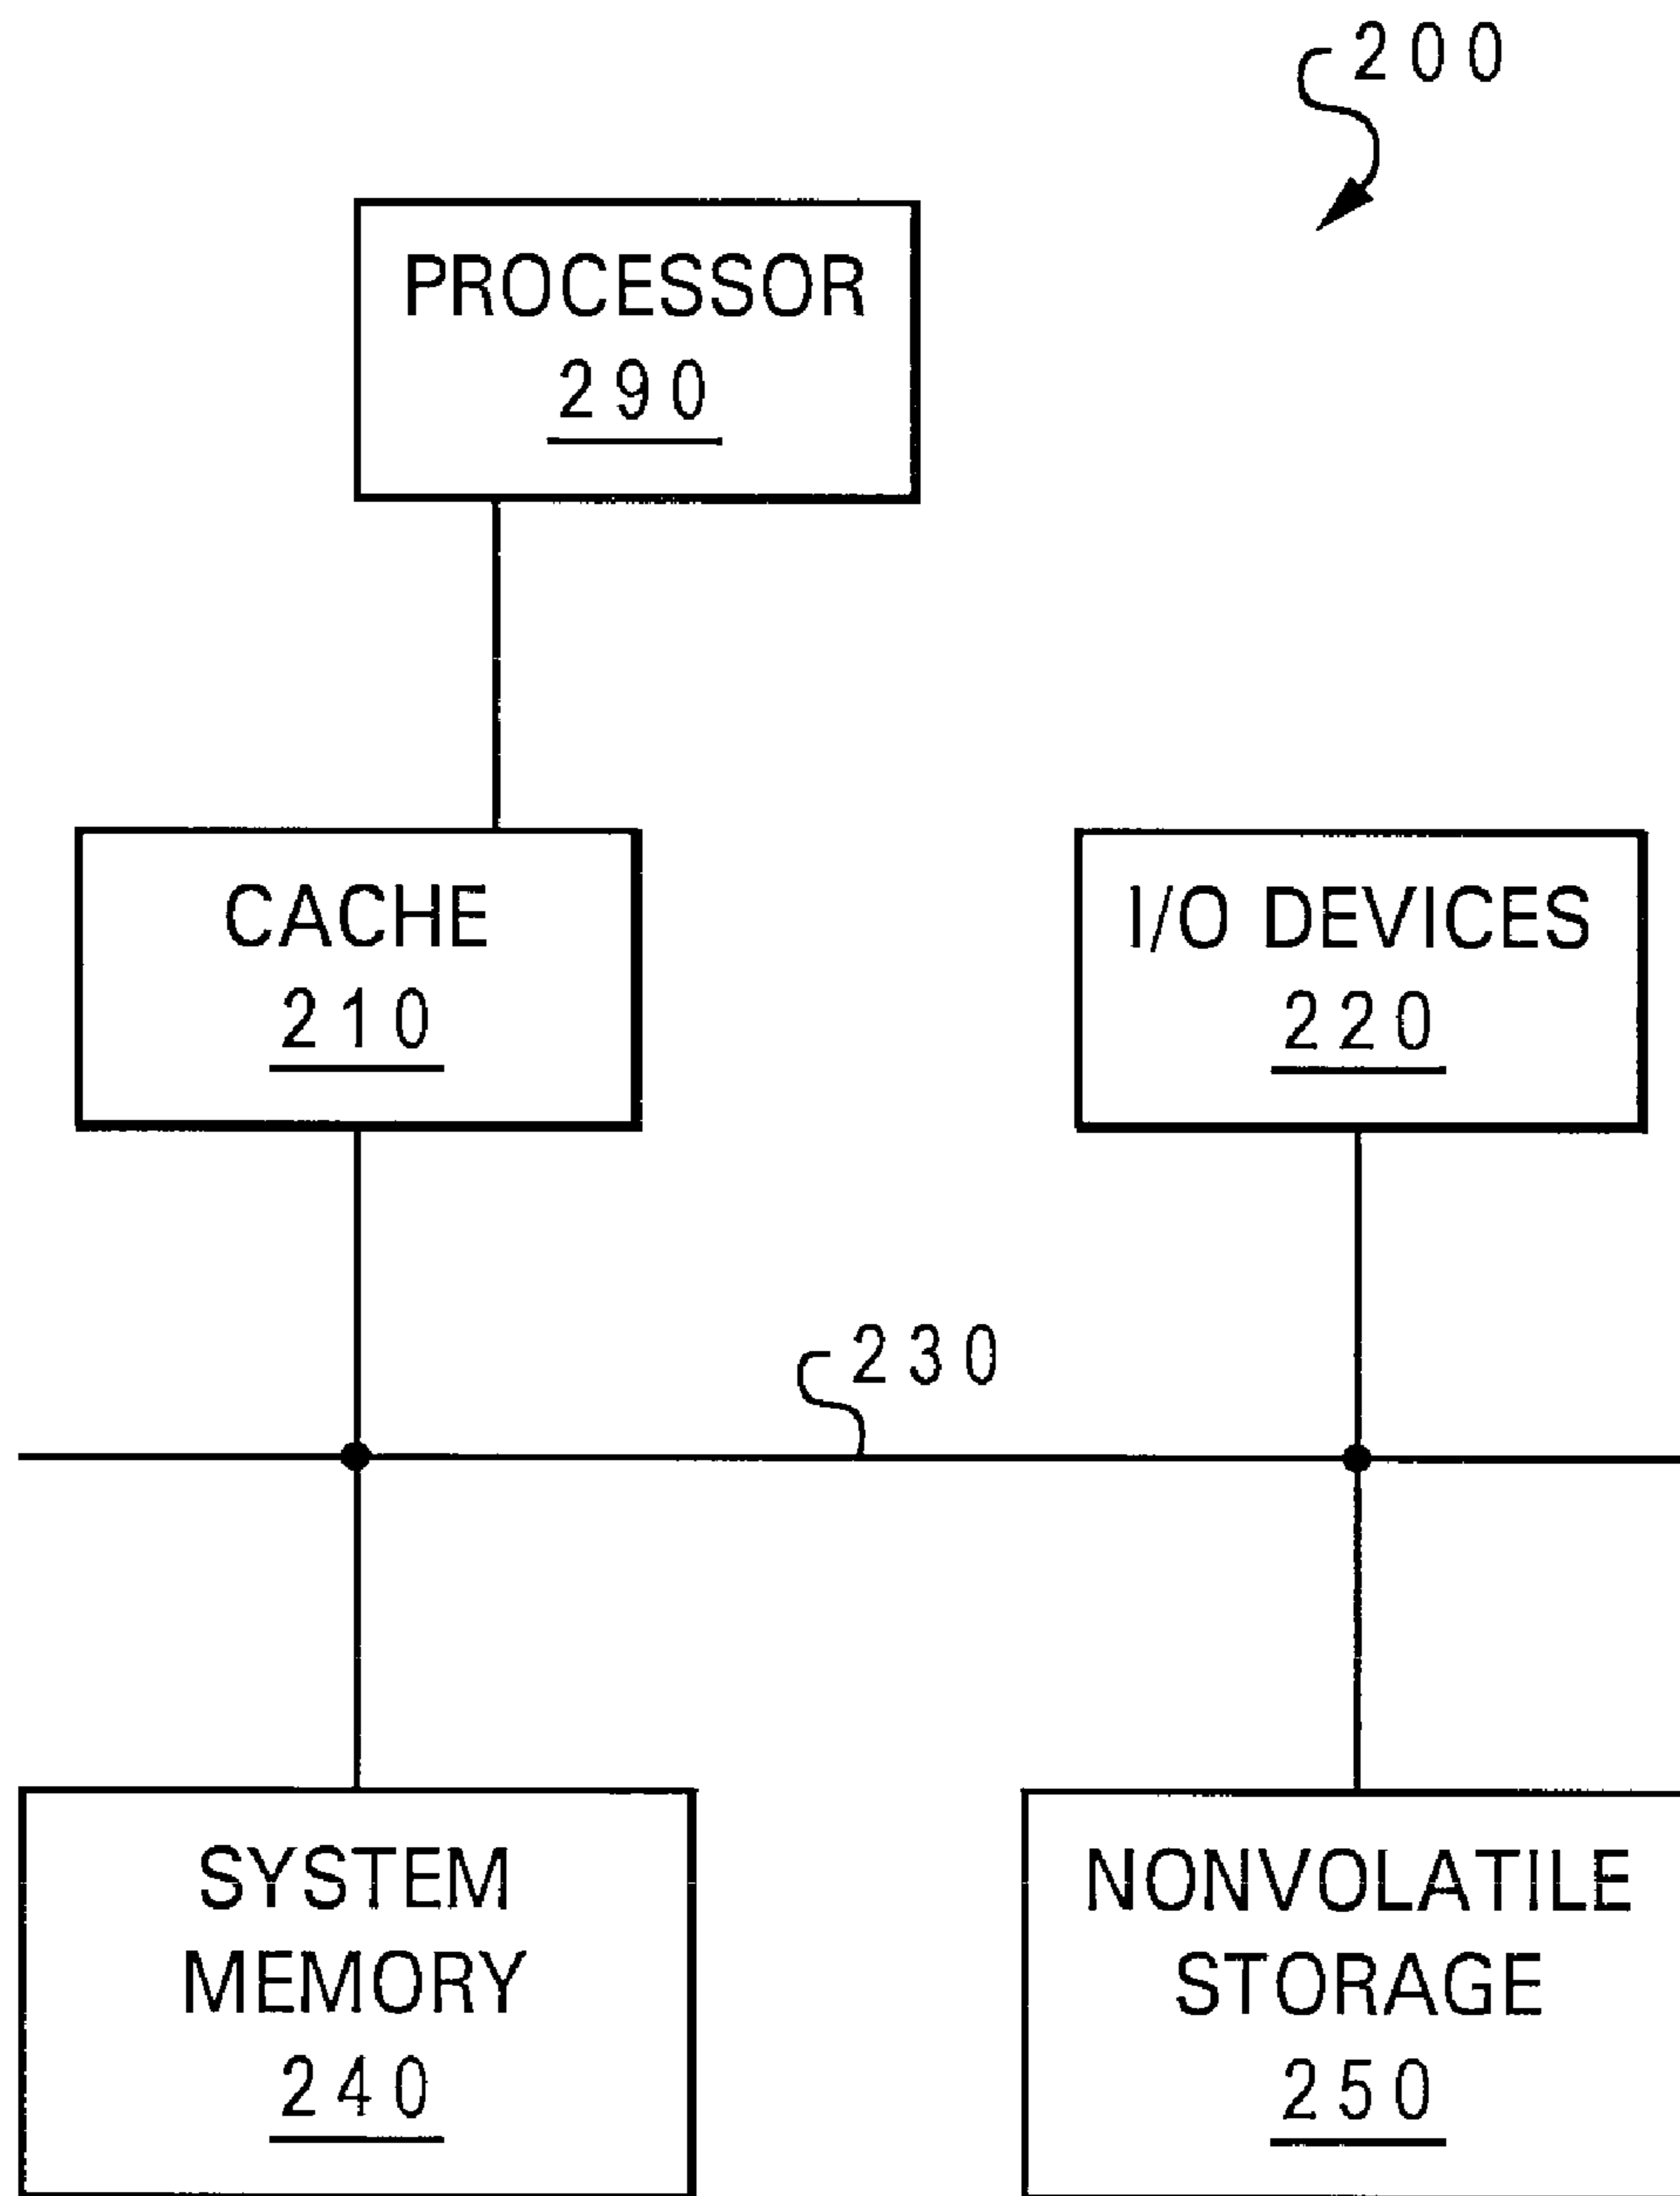 200
PROCESSOR
290
CACHE
210
I/O DEVICES
220
230
SYSTEM
MEMORY
240
NONVOLATILE
STORAGE
250